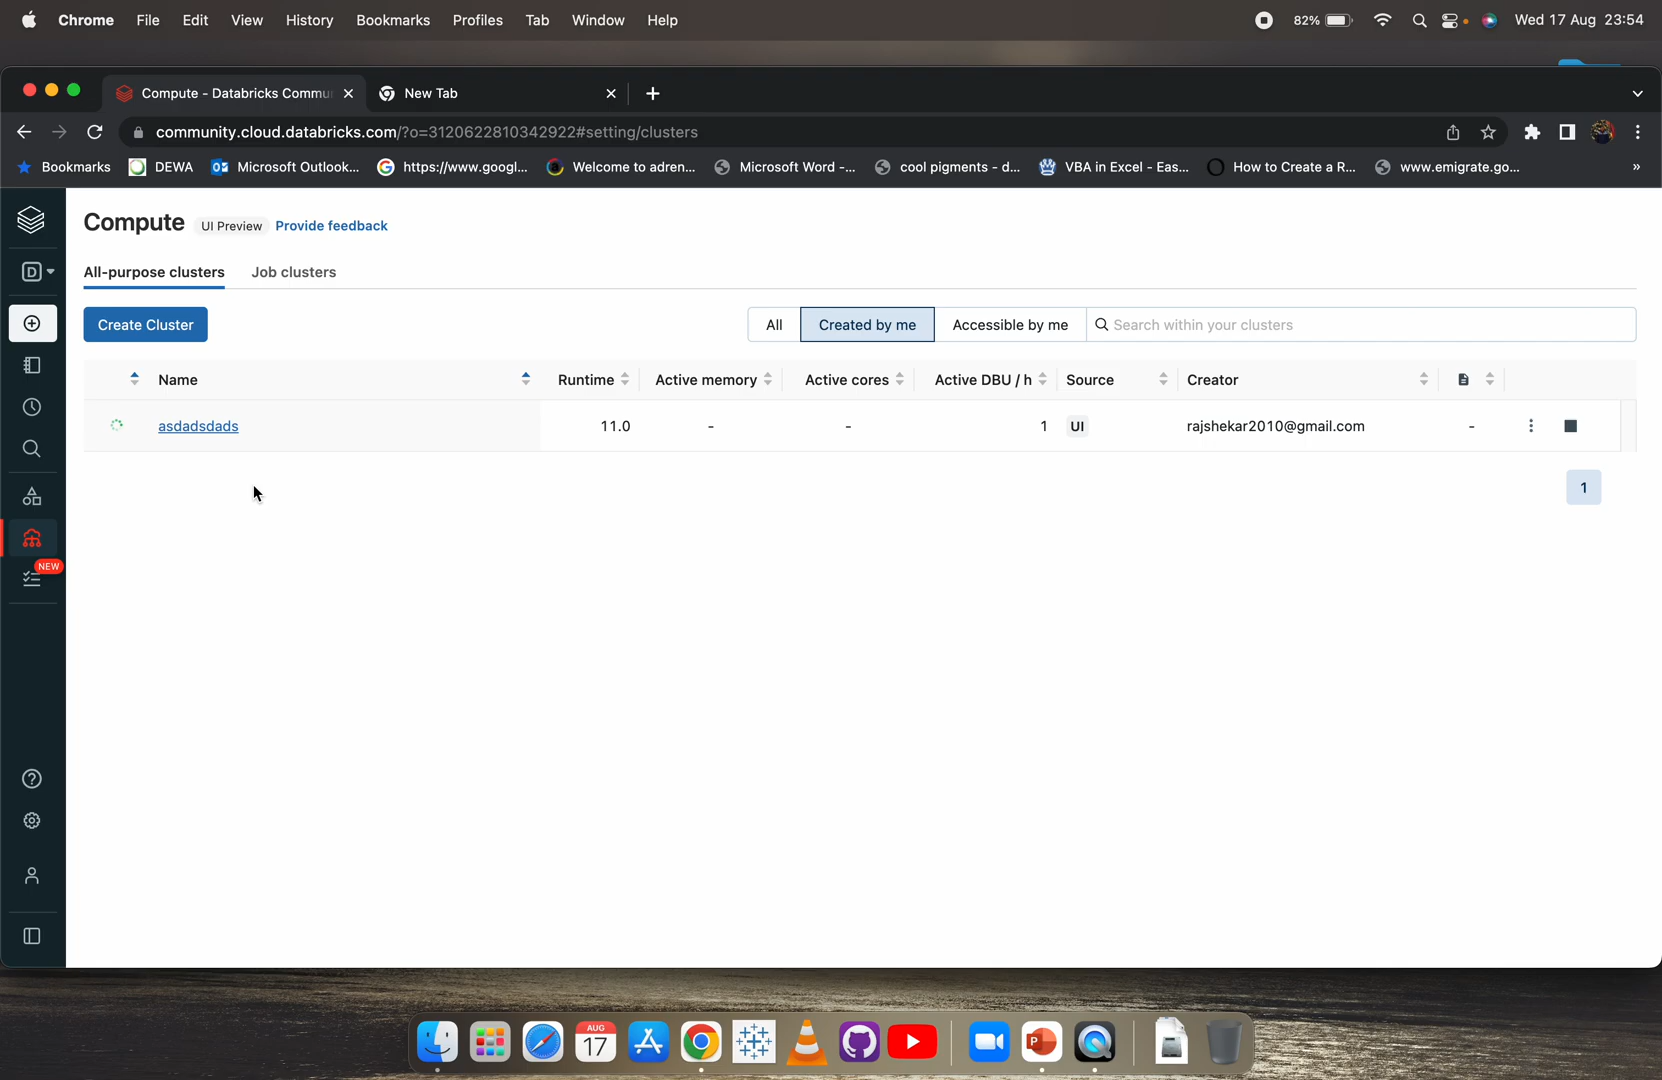 Chrome File Edit View History Bookmarks Profiles Tab Window Help 82% Wed 17 Aug 23:54
Compute - Databricks Commu New Tab
community.cloud.databricks.com/?o=3120622810342922#setting/clusters
Bookmarks DEWA Microsoft Outlook... https://www.googl... Welcome to adren... Microsoft Word -... cool pigments - d... VBA in Excel - Eas... How to Create a R... www.emigrate.go... »
Compute UI Preview Provide feedback
D
All-purpose clusters Job clusters
Create Cluster All Created by me Accessible by me Search within your clusters
Name Runtime Active memory Active cores Active DBU / h Source Creator
asdadsdads 11.0 - - 1 UI rajshekar2010@gmail.com -
1
NEW
AUG
17
P